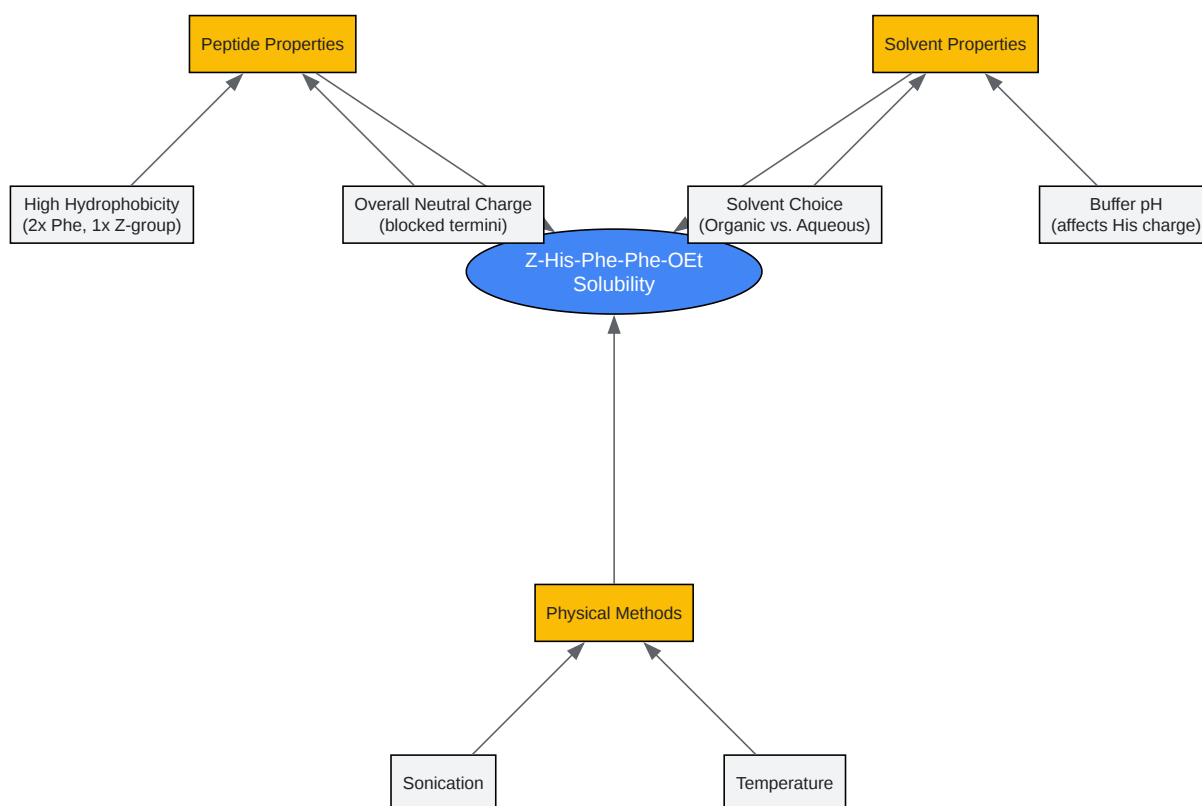 Peptide Properties
Solvent Properties
High Hydrophobicity
(2x Phe, 1x Z-group)
Overall Neutral Charge
(blocked termini)
Solvent Choice
(Organic vs. Aqueous)
Buffer pH
(affects His charge)
Z-His-Phe-Phe-OEt
Solubility
Physical Methods
Sonication
Temperature